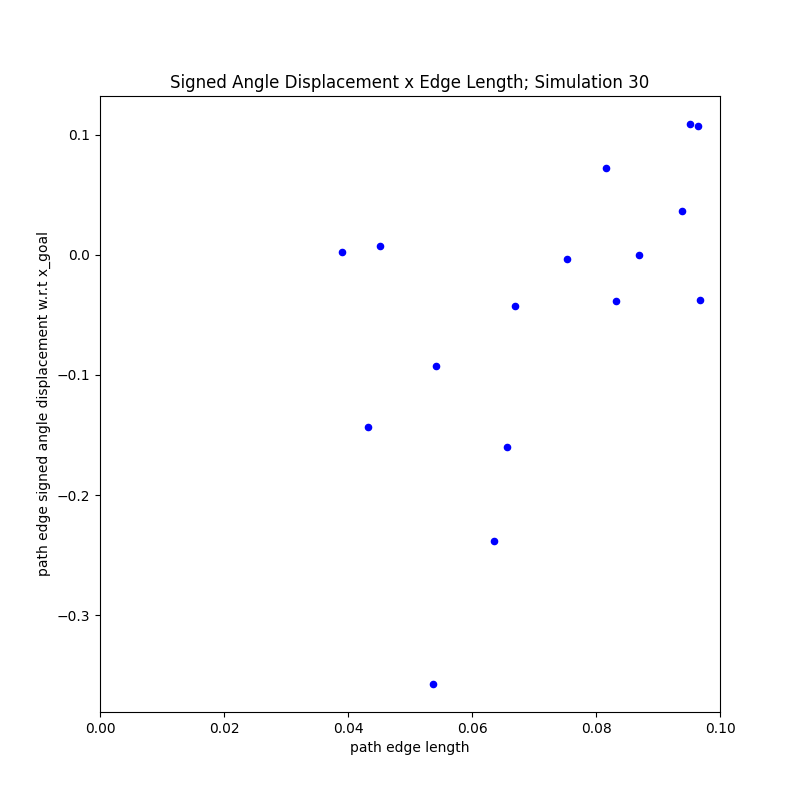 Signed Angle Displacement x Edge Length; Simulation 30
path edge signed angle displacement w.r.t x_goal
0.1
0.0
−0.1
−0.2
−0.3
0.00 0.02 0.04 0.06 0.08 0.10
path edge length